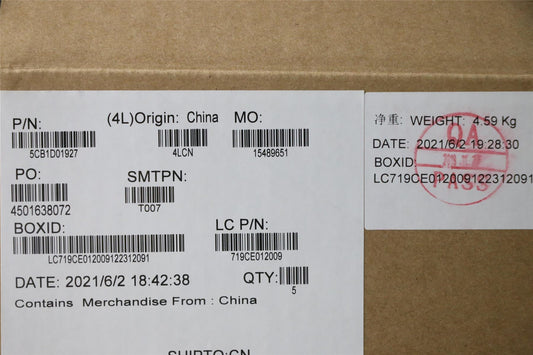 P/N:
(4L)Origin: China
MO:
5CB1D01927
4LCN
15489651
PO:
SMTPN:
4501638072
T007
BOXID:
LC P/N:
LC719CE012009122312091
719CE012009
DATE: 2021/6/2 18:42:38
QTY:
5
Contains Merchandise From : China
SHIPTO:CN
净重: WEIGHT: 4.59 Kg
DATE: 2021/6/2 19:28:30
BOXID:
LC719CE012009122312091
QA
PASS